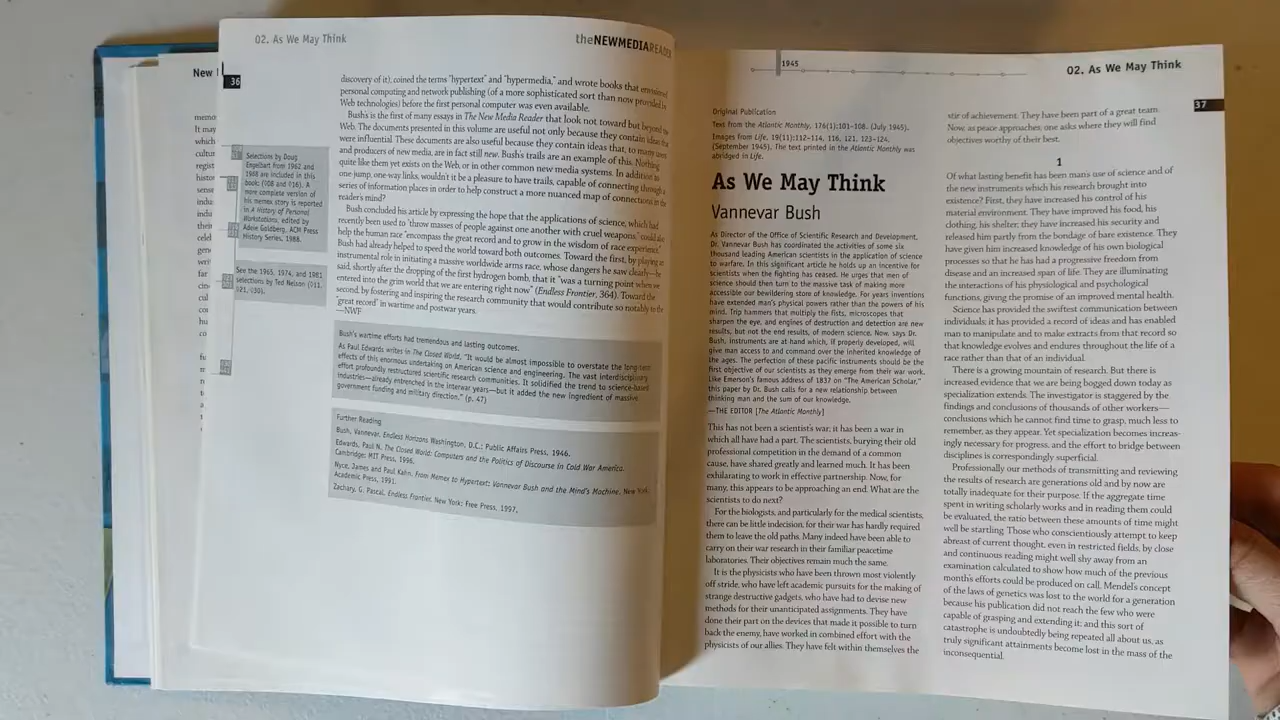 02. As We May Think
theNEWMEDIAREADER
New
36
memo
It may
which
cultur
regist
histor
sense
indu
indu
their
cele
gene
writ
far
cine
cul
co
hu
co
fu
discovery of it); coined the terms "hypertext" and "hypermedia," and wrote books that envisioned
personal computing and network publishing (of a more sophisticated sort than now provided in
Web technologies) before the first personal computer was even available.
Bush's is the first of many essays in The New Media Reader that look not toward but beyond the
Web. The documents presented in this volume are useful not only because they contain ideas that
were influential. These documents are also useful because they contain ideas that, to many users
and producers of new media, are in fact still new. Bush's trails are an example of this. Nothing
quite like them yet exists on the Web or in other common new media systems. In addition to
one-jump, one-way links, wouldn't it be a pleasure to have trails, capable of connecting through a
series of information places in order to help construct a more nuanced map of connections in the
reader's mind?
Bush concluded his article by expressing the hope that the applications of science, which had
recently been used to "throw masses of people against one another with cruel weapons," could also
help the human race "encompass the great record and to grow in the wisdom of race experience."
Bush had already helped to speed the world toward both outcomes. Toward the first, by playing an
instrumental role in initiating a massive worldwide arms race, whose dangers he saw clearly—he
said, shortly after the dropping of the first hydrogen bomb, that it "was a turning point when we
entered into the grim world that we are entering right now" (Endless Frontier, 364). Toward the
second, by fostering and inspiring the research community that would contribute so notably to the
"great record" in wartime and postwar years.
—NWF
Selections by Doug
Engelbart from 1962 and
1968 are included in this
book; (◊08 and ◊16). A
more complete version of
his memex story is reported
in A History of Personal
Workstations, edited by
Adele Goldberg, ACM Press
History Series, 1988.
See the 1965, 1974, and 1981
selections by Ted Nelson (◊11,
◊21, ◊30).
Bush's wartime efforts had tremendous and lasting outcomes.
As Paul Edwards writes in The Closed World, "It would be almost impossible to overstate the long-term
effects of this enormous undertaking on American science and engineering. The vast interdisciplinary
effort profoundly restructured scientific research communities. It solidified the trend to science-based
industries—already entrenched in the interwar years—but it added the new ingredient of massive
government funding and military direction." (p. 47)
Further Reading
Bush, Vannevar. Endless Horizons Washington, D.C.: Public Affairs Press, 1946.
Edwards, Paul N. The Closed World: Computers and the Politics of Discourse in Cold War America.
Cambridge: MIT Press, 1996.
Nyce, James and Paul Kahn. From Memex to Hypertext: Vannevar Bush and the Mind's Machine. New York:
Academic Press, 1991.
Zachary, G. Pascal. Endless Frontier. New York: Free Press, 1997.
1945
02. As We May Think
37
Original Publication
Text from the Atlantic Monthly, 176(1):101–108. (July 1945).
Images from Life, 19(11):112–114, 116, 121, 123–124.
(September 1945). The text printed in the Atlantic Monthly was
abridged in Life.
As We May Think
Vannevar Bush
As Director of the Office of Scientific Research and Development,
Dr. Vannevar Bush has coordinated the activities of some six
thousand leading American scientists in the application of science
to warfare. In this significant article he holds up an incentive for
scientists when the fighting has ceased. He urges that men of
science should then turn to the massive task of making more
accessible our bewildering store of knowledge. For years inventions
have extended man's physical powers rather than the powers of his
mind. Trip hammers that multiply the fists, microscopes that
sharpen the eye, and engines of destruction and detection are new
results, but not the end results, of modern science. Now, says Dr.
Bush, instruments are at hand which, if properly developed, will
give man access to and command over the inherited knowledge of
the ages. The perfection of these pacific instruments should be the
first objective of our scientists as they emerge from their war work.
Like Emerson's famous address of 1837 on "The American Scholar,"
this paper by Dr. Bush calls for a new relationship between
thinking man and the sum of our knowledge.
—THE EDITOR [The Atlantic Monthly]
This has not been a scientist's war; it has been a war in
which all have had a part. The scientists, burying their old
professional competition in the demand of a common
cause, have shared greatly and learned much. It has been
exhilarating to work in effective partnership. Now, for
many, this appears to be approaching an end. What are the
scientists to do next?
For the biologists, and particularly for the medical scientists,
there can be little indecision, for their war has hardly required
them to leave the old paths. Many indeed have been able to
carry on their war research in their familiar peacetime
laboratories. Their objectives remain much the same.
It is the physicists who have been thrown most violently
off stride, who have left academic pursuits for the making of
strange destructive gadgets, who have had to devise new
methods for their unanticipated assignments. They have
done their part on the devices that made it possible to turn
back the enemy, have worked in combined effort with the
physicists of our allies. They have felt within themselves the
stir of achievement. They have been part of a great team.
Now, as peace approaches, one asks where they will find
objectives worthy of their best.
1
Of what lasting benefit has been mans use of science and of
the new instruments which his research brought into
existence? First, they have increased his control of his
material environment. They have improved his food, his
clothing, his shelter; they have increased his security and
released him partly from the bondage of bare existence. They
have given him increased knowledge of his own biological
processes so that he has had a progressive freedom from
disease and an increased span of life. They are illuminating
the interactions of his physiological and psychological
functions, giving the promise of an improved mental health.
Science has provided the swiftest communication between
individuals; it has provided a record of ideas and has enabled
man to manipulate and to make extracts from that record so
that knowledge evolves and endures throughout the life of a
race rather than that of an individual.
There is a growing mountain of research. But there is
increased evidence that we are being bogged down today as
specialization extends. The investigator is staggered by the
findings and conclusions of thousands of other workers—
conclusions which he cannot find time to grasp, much less to
remember, as they appear. Yet specialization becomes increas-
ingly necessary for progress, and the effort to bridge between
disciplines is correspondingly superficial.
Professionally our methods of transmitting and reviewing
the results of research are generations old and by now are
totally inadequate for their purpose. If the aggregate time
spent in writing scholarly works and in reading them could
be evaluated, the ratio between these amounts of time might
well be startling. Those who conscientiously attempt to keep
abreast of current thought, even in restricted fields, by close
and continuous reading might well shy away from an
examination calculated to show how much of the previous
month's efforts could be produced on call. Mendel's concept
of the laws of genetics was lost to the world for a generation
because his publication did not reach the few who were
capable of grasping and extending it; and this sort of
catastrophe is undoubtedly being repeated all about us, as
truly significant attainments become lost in the mass of the
inconsequential.